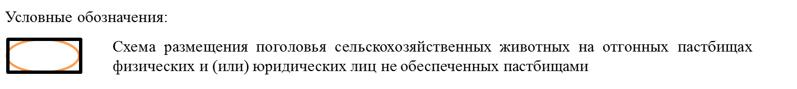 Условные обозначения:
Схема размещения поголовья сельскохозяйственных животных на отгонных пастбищах
физических и (или) юридических лиц не обеспеченных пастбищами